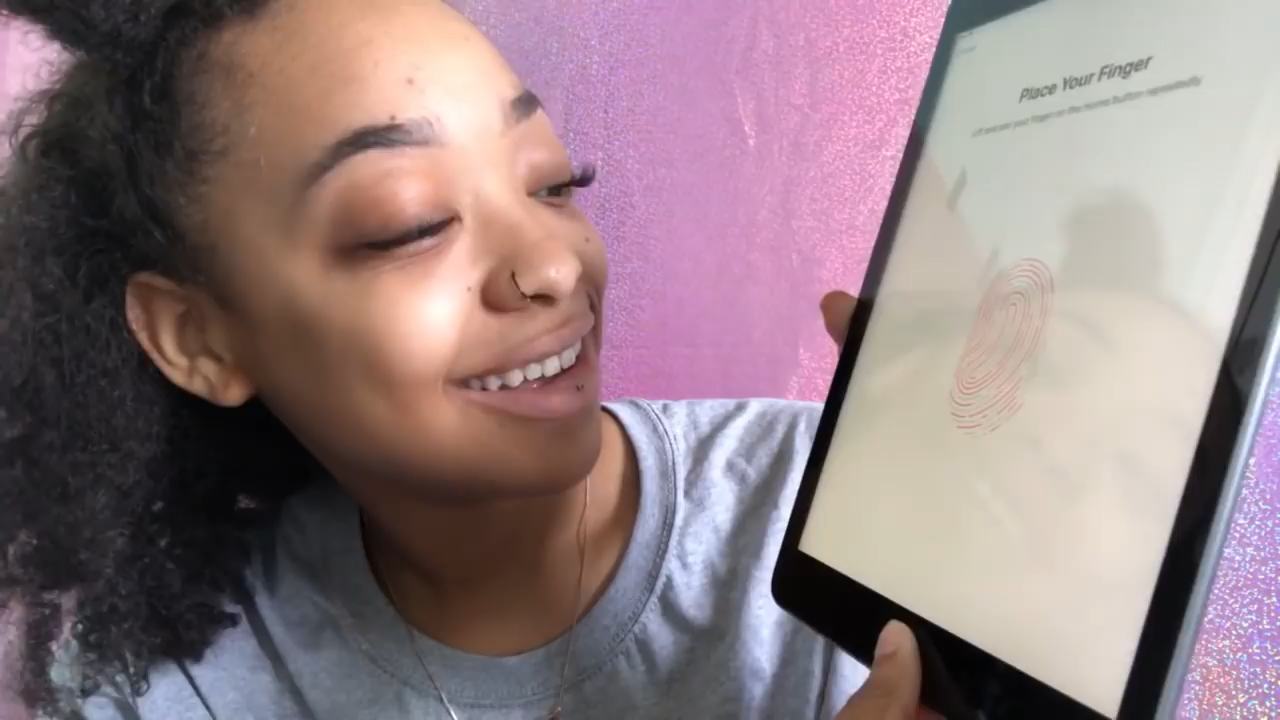 Place Your Finger
Lift and rest your finger on the Home button repeatedly.